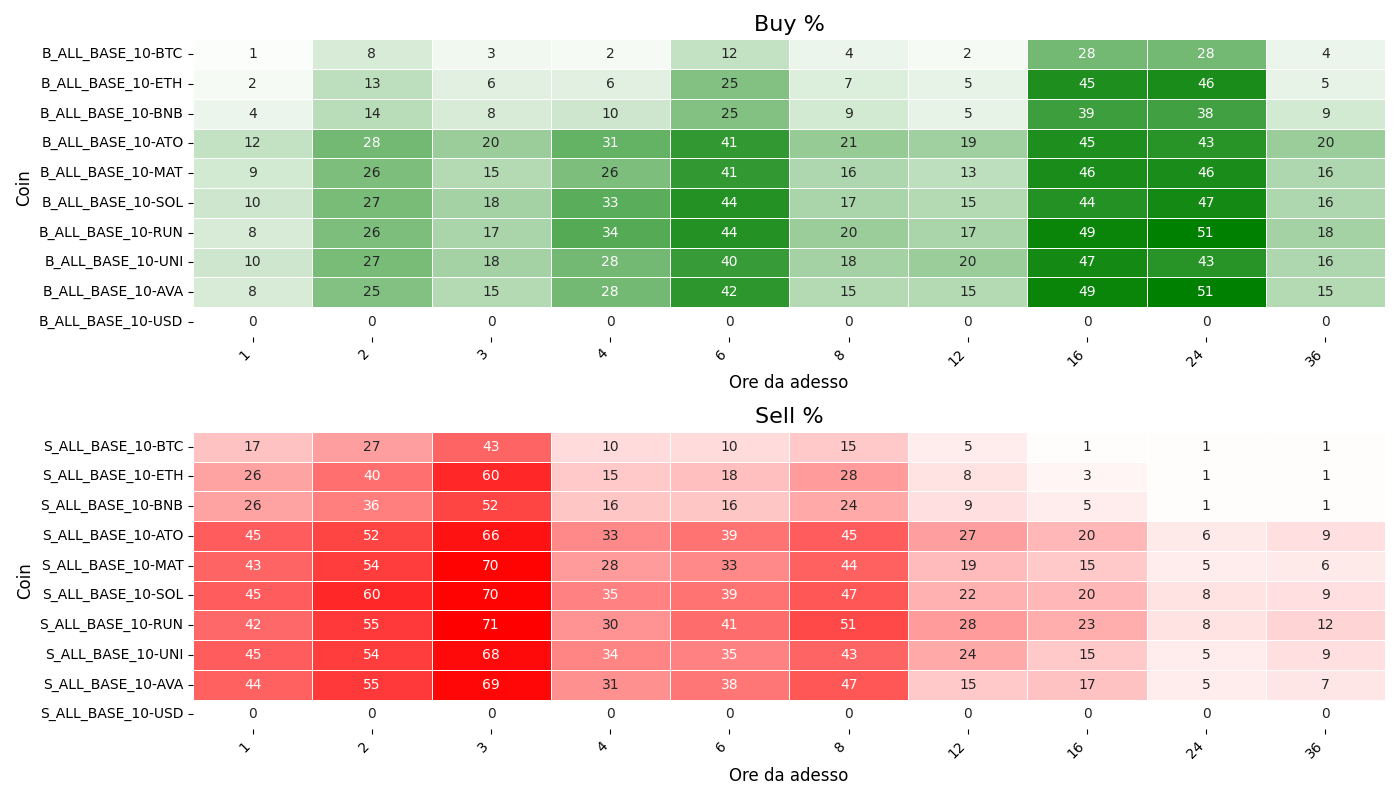 Buy %
Coin
B_ALL_BASE_10-BTC 1 8 3 2 12 4 2 28 28 4
B_ALL_BASE_10-ETH 2 13 6 6 25 7 5 45 46 5
B_ALL_BASE_10-BNB 4 14 8 10 25 9 5 39 38 9
B_ALL_BASE_10-ATO 12 28 20 31 41 21 19 45 43 20
B_ALL_BASE_10-MAT 9 26 15 26 41 16 13 46 46 16
B_ALL_BASE_10-SOL 10 27 18 33 44 17 15 44 47 16
B_ALL_BASE_10-RUN 8 26 17 34 44 20 17 49 51 18
B_ALL_BASE_10-UNI 10 27 18 28 40 18 20 47 43 16
B_ALL_BASE_10-AVA 8 25 15 28 42 15 15 49 51 15
B_ALL_BASE_10-USD 0 0 0 0 0 0 0 0 0 0
1 2 3 4 6 8 12 16 24 36
Ore da adesso
Sell %
Coin
S_ALL_BASE_10-BTC 17 27 43 10 10 15 5 1 1 1
S_ALL_BASE_10-ETH 26 40 60 15 18 28 8 3 1 1
S_ALL_BASE_10-BNB 26 36 52 16 16 24 9 5 1 1
S_ALL_BASE_10-ATO 45 52 66 33 39 45 27 20 6 9
S_ALL_BASE_10-MAT 43 54 70 28 33 44 19 15 5 6
S_ALL_BASE_10-SOL 45 60 70 35 39 47 22 20 8 9
S_ALL_BASE_10-RUN 42 55 71 30 41 51 28 23 8 12
S_ALL_BASE_10-UNI 45 54 68 34 35 43 24 15 5 9
S_ALL_BASE_10-AVA 44 55 69 31 38 47 15 17 5 7
S_ALL_BASE_10-USD 0 0 0 0 0 0 0 0 0 0
1 2 3 4 6 8 12 16 24 36
Ore da adesso